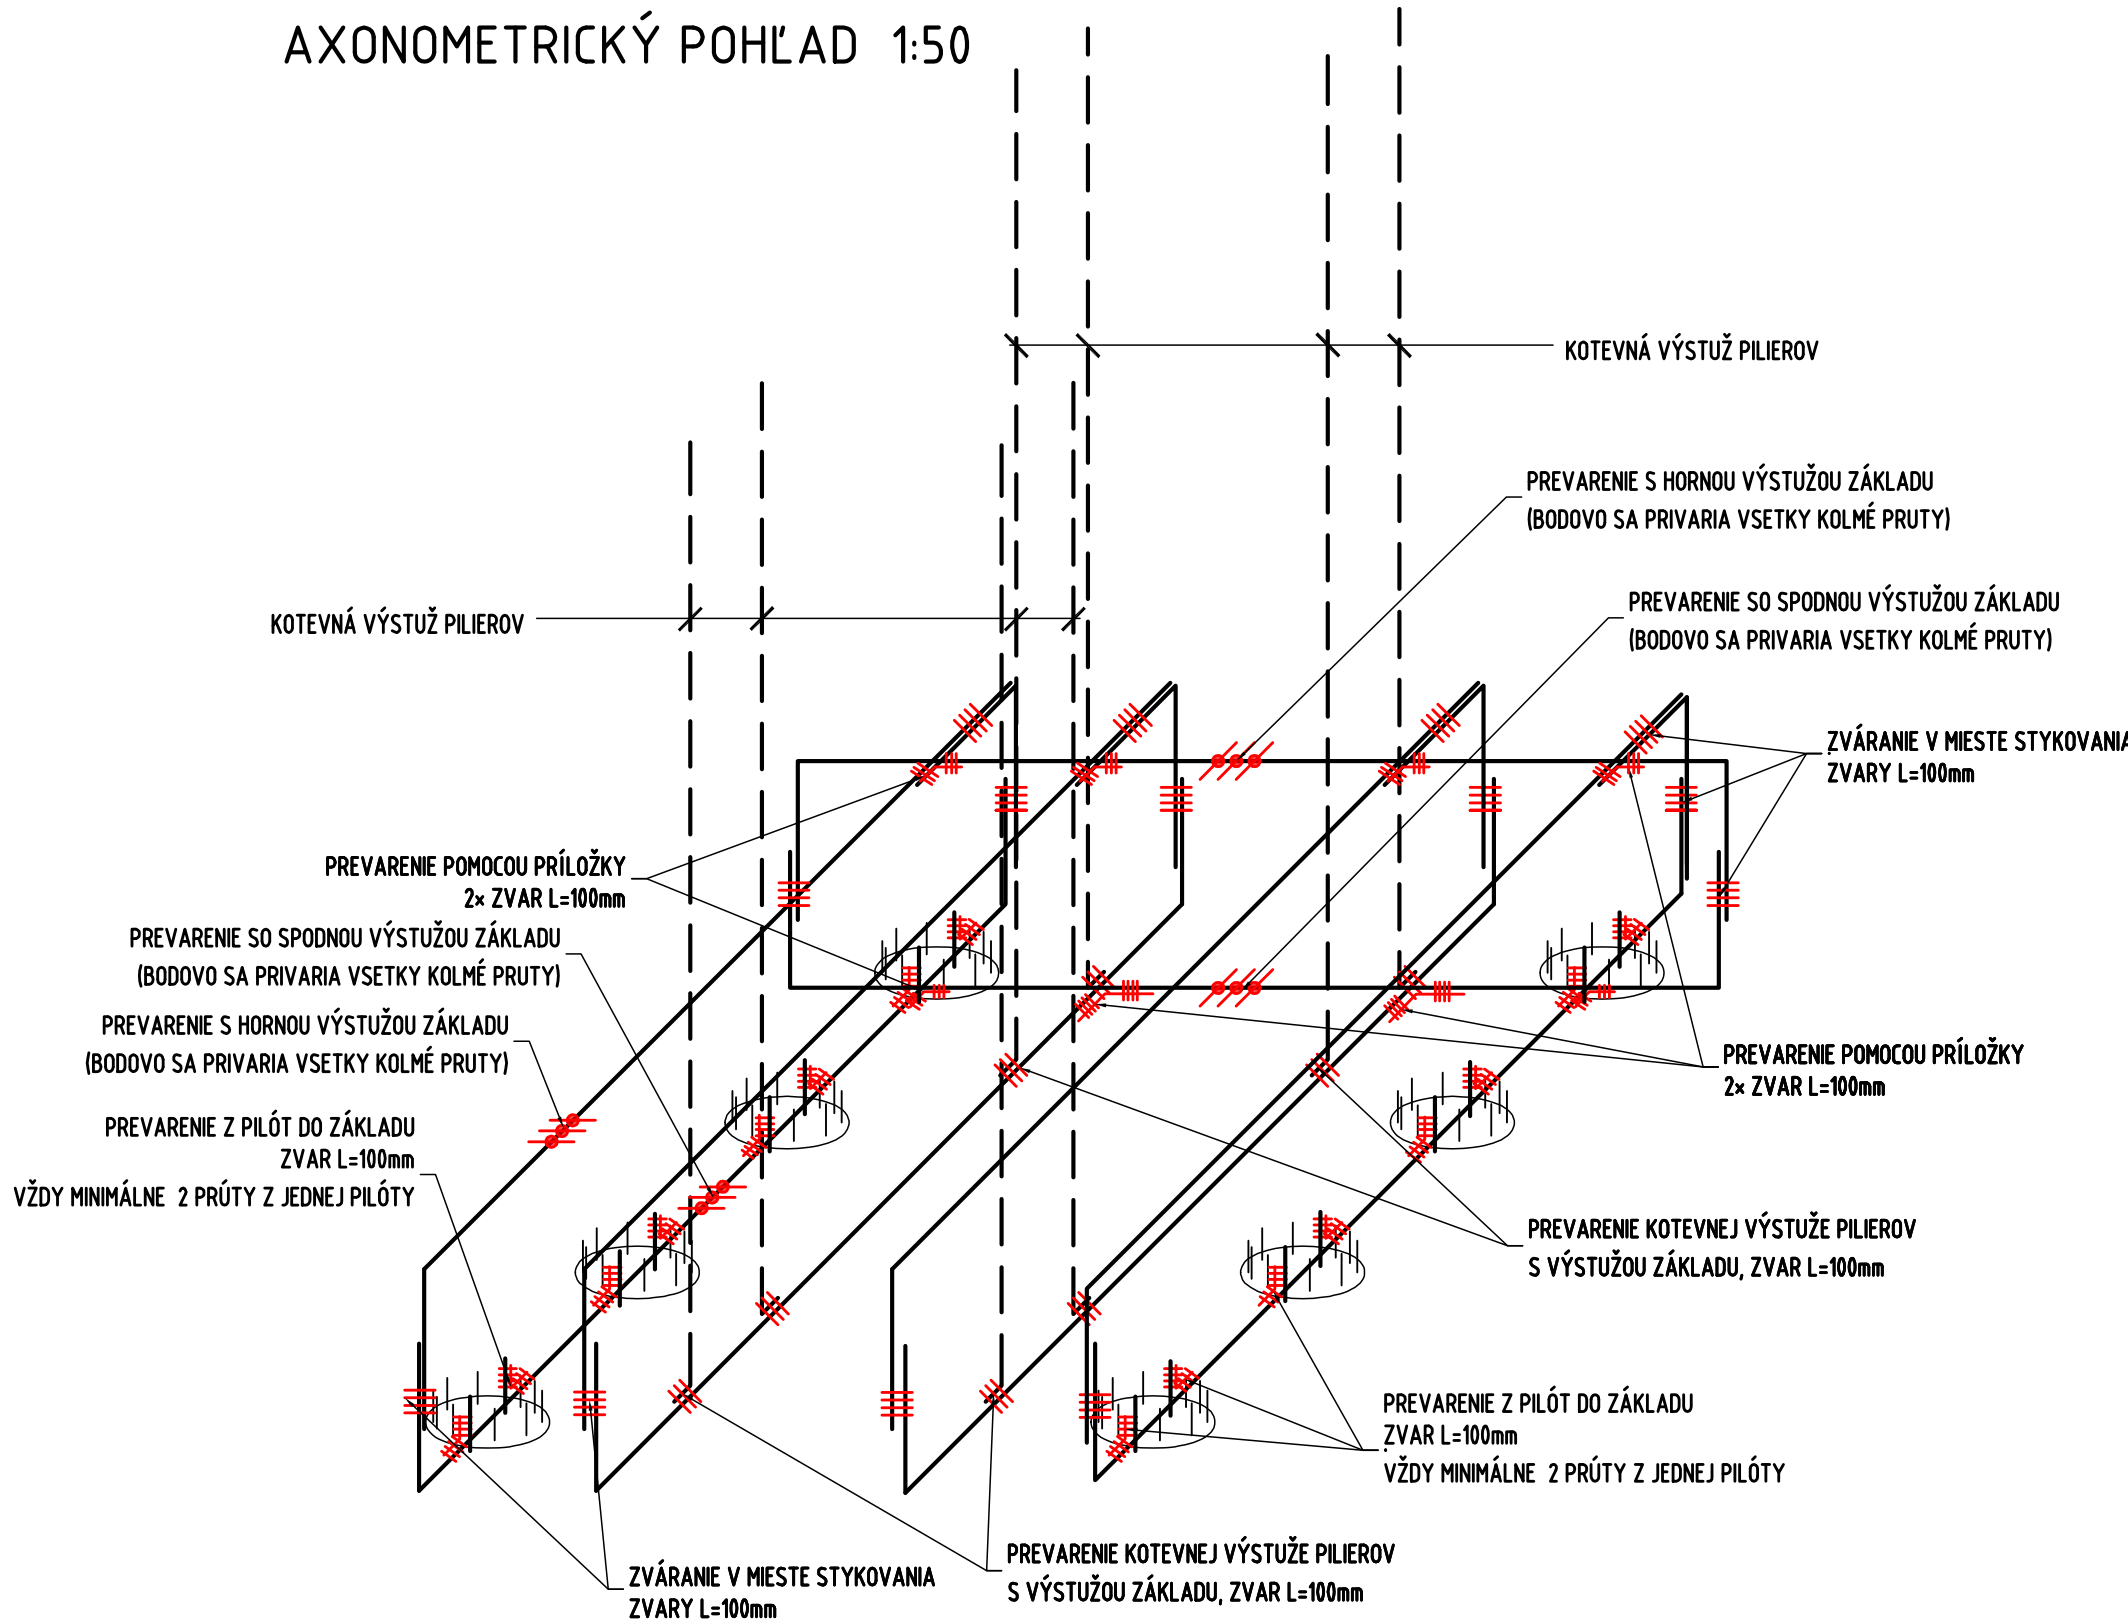 AXONOMETRICKÝ POHĽAD 1:50
KOTEVNÁ VÝSTUŽ PILIEROV
PREVARENIE S HORNOU VÝSTUŽOU ZÁKLADU
(BODOVO SA PRIVARIA VSETKY KOLMÉ PRUTY)
PREVARENIE SO SPODNOU VÝSTUŽOU ZÁKLADU
(BODOVO SA PRIVARIA VSETKY KOLMÉ PRUTY)
KOTEVNÁ VÝSTUŽ PILIEROV
ZVÁRANIE V MIESTE STYKOVANIA
ZVARY L=100mm
PREVARENIE POMOCOU PRÍLOŽKY
2× ZVAR L=100mm
PREVARENIE SO SPODNOU VÝSTUŽOU ZÁKLADU
(BODOVO SA PRIVARIA VSETKY KOLMÉ PRUTY)
PREVARENIE S HORNOU VÝSTUŽOU ZÁKLADU
(BODOVO SA PRIVARIA VSETKY KOLMÉ PRUTY)
PREVARENIE POMOCOU PRÍLOŽKY
2× ZVAR L=100mm
PREVARENIE Z PILÓT DO ZÁKLADU
ZVAR L=100mm
VŽDY MINIMÁLNE 2 PRÚTY Z JEDNEJ PILÓTY
PREVARENIE KOTEVNEJ VÝSTUŽE PILIEROV
S VÝSTUŽOU ZÁKLADU, ZVAR L=100mm
PREVARENIE Z PILÓT DO ZÁKLADU
ZVAR L=100mm
VŽDY MINIMÁLNE 2 PRÚTY Z JEDNEJ PILÓTY
PREVARENIE KOTEVNEJ VÝSTUŽE PILIEROV
S VÝSTUŽOU ZÁKLADU, ZVAR L=100mm
ZVÁRANIE V MIESTE STYKOVANIA
ZVARY L=100mm